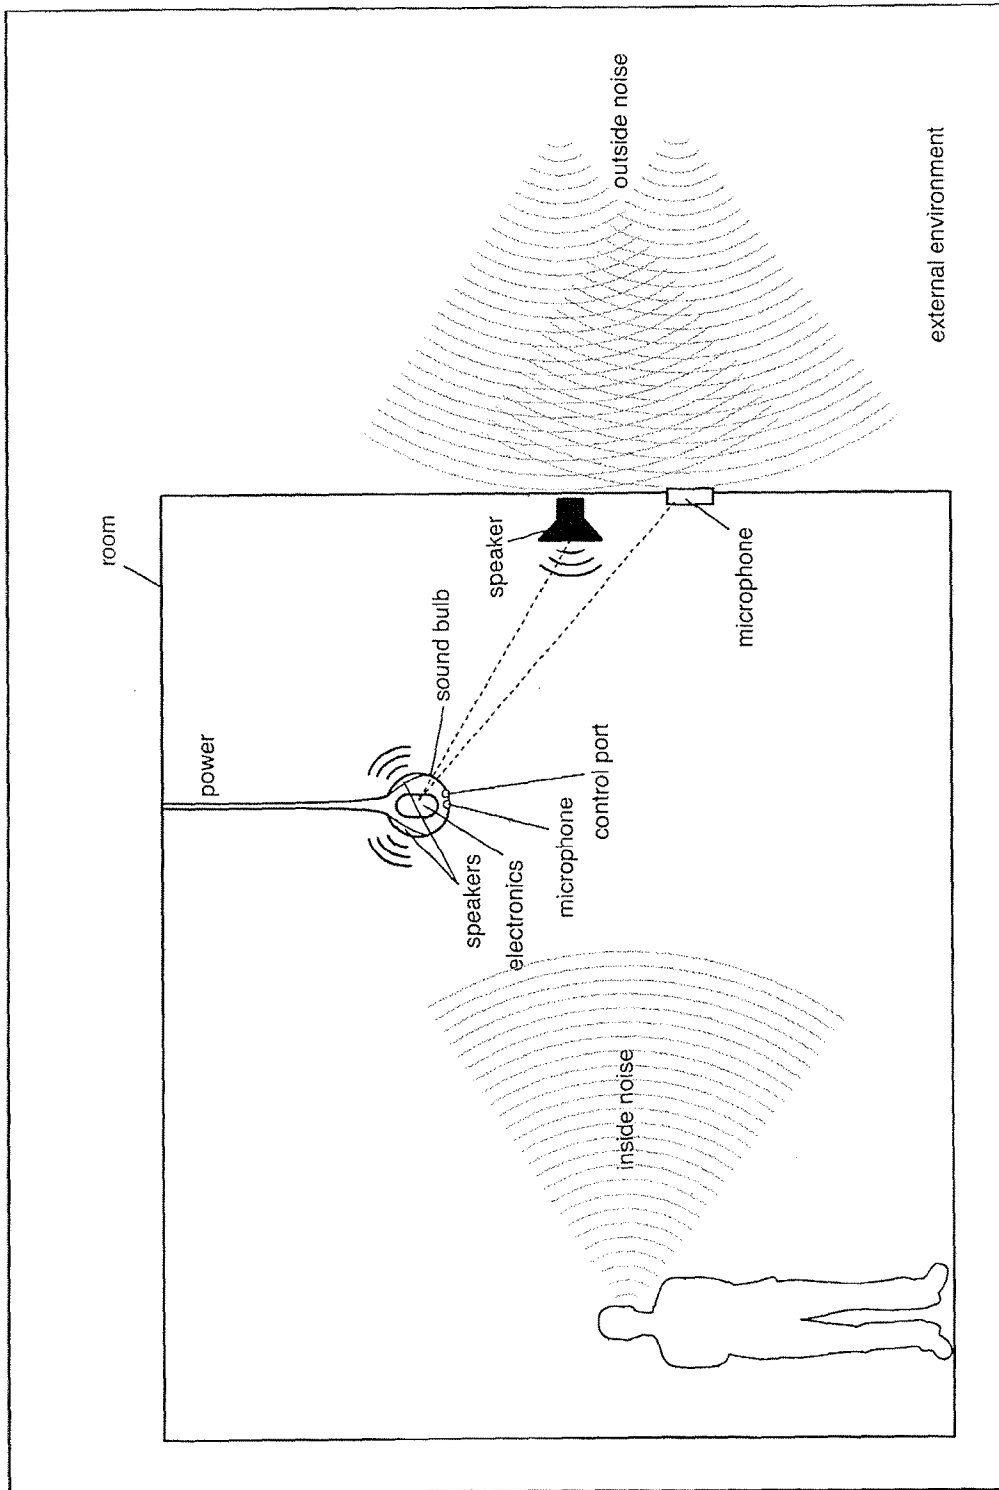 room
power
sound bulb
speakers
electronics
microphone
control port
speaker
microphone
inside noise
outside noise
external environment